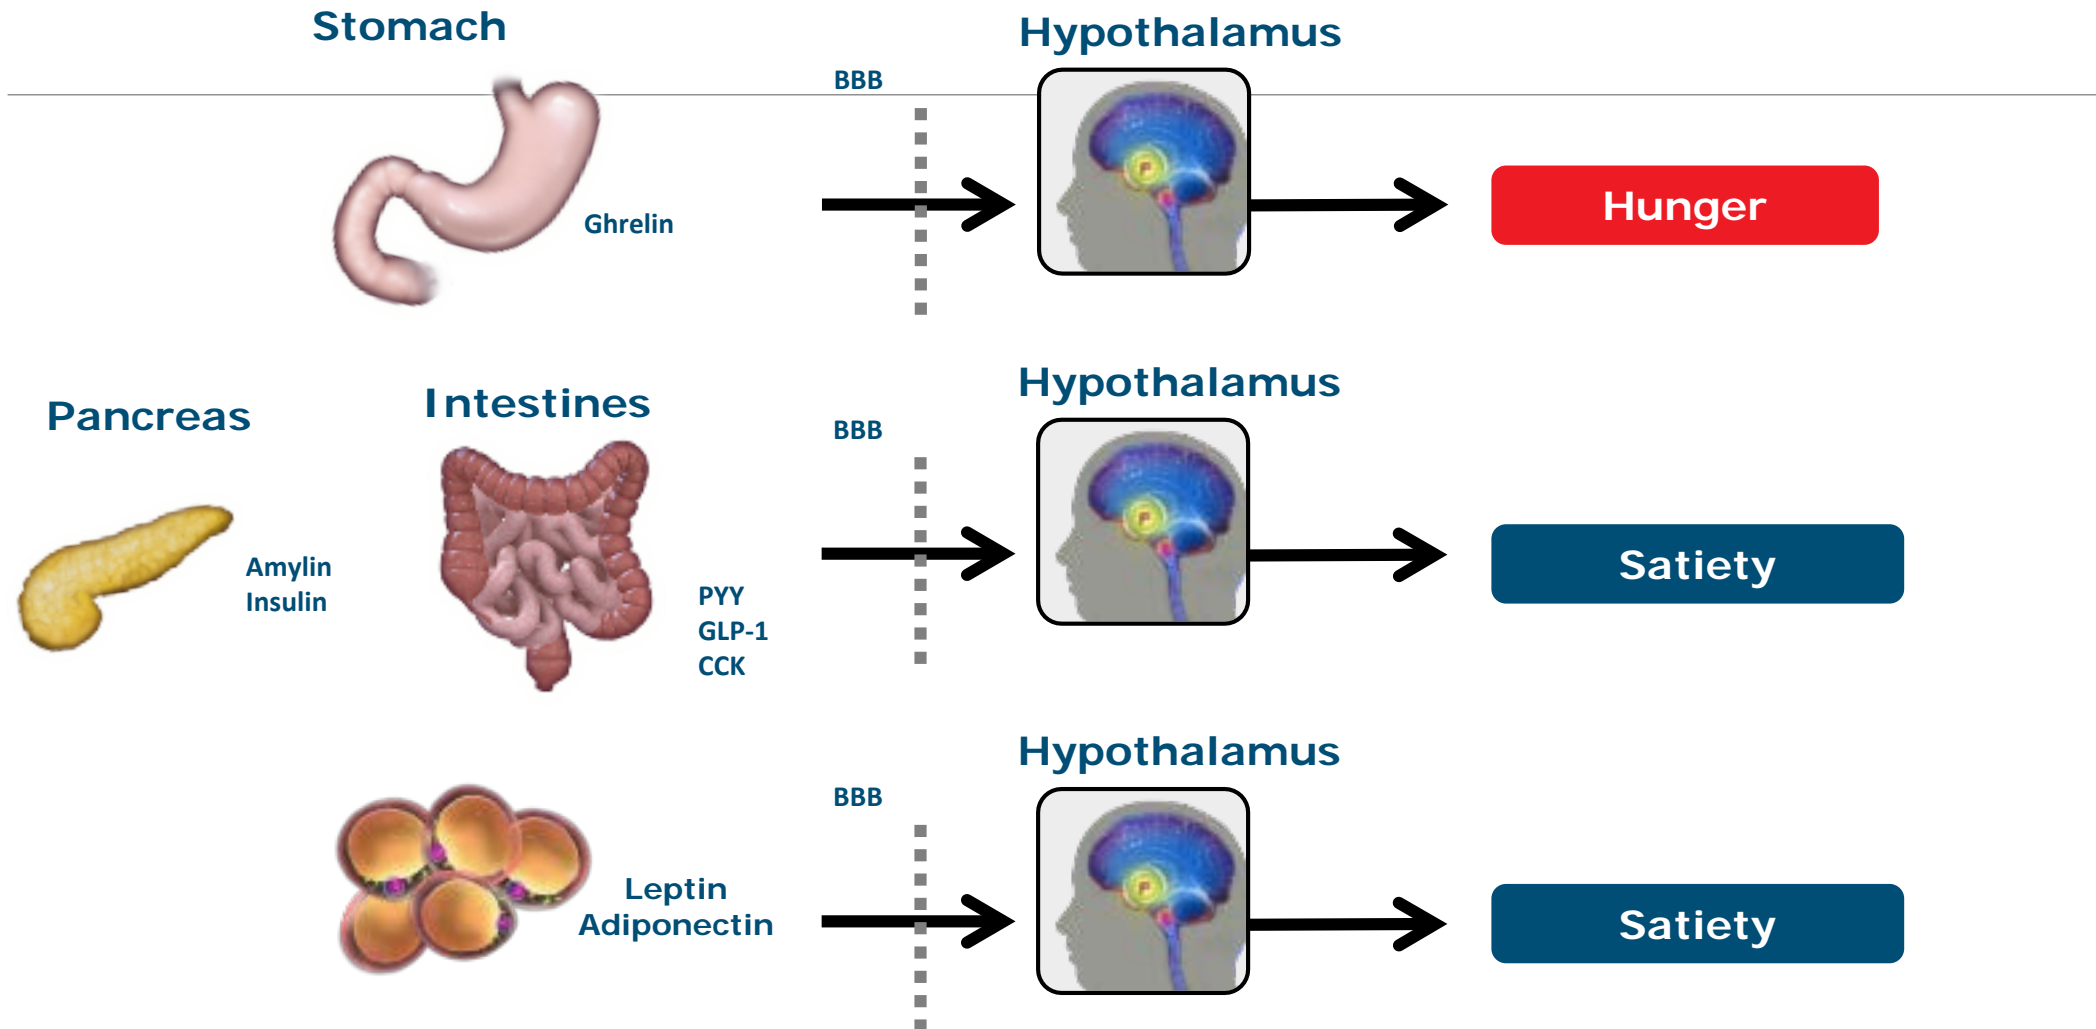 Stomach
Hypothalamus
BBB
Ghrelin
Hunger
Hypothalamus
Pancreas
Intestines
BBB
Amylin
Insulin
PYY
GLP-1
CCK
Satiety
Hypothalamus
BBB
Leptin
Adiponectin
Satiety